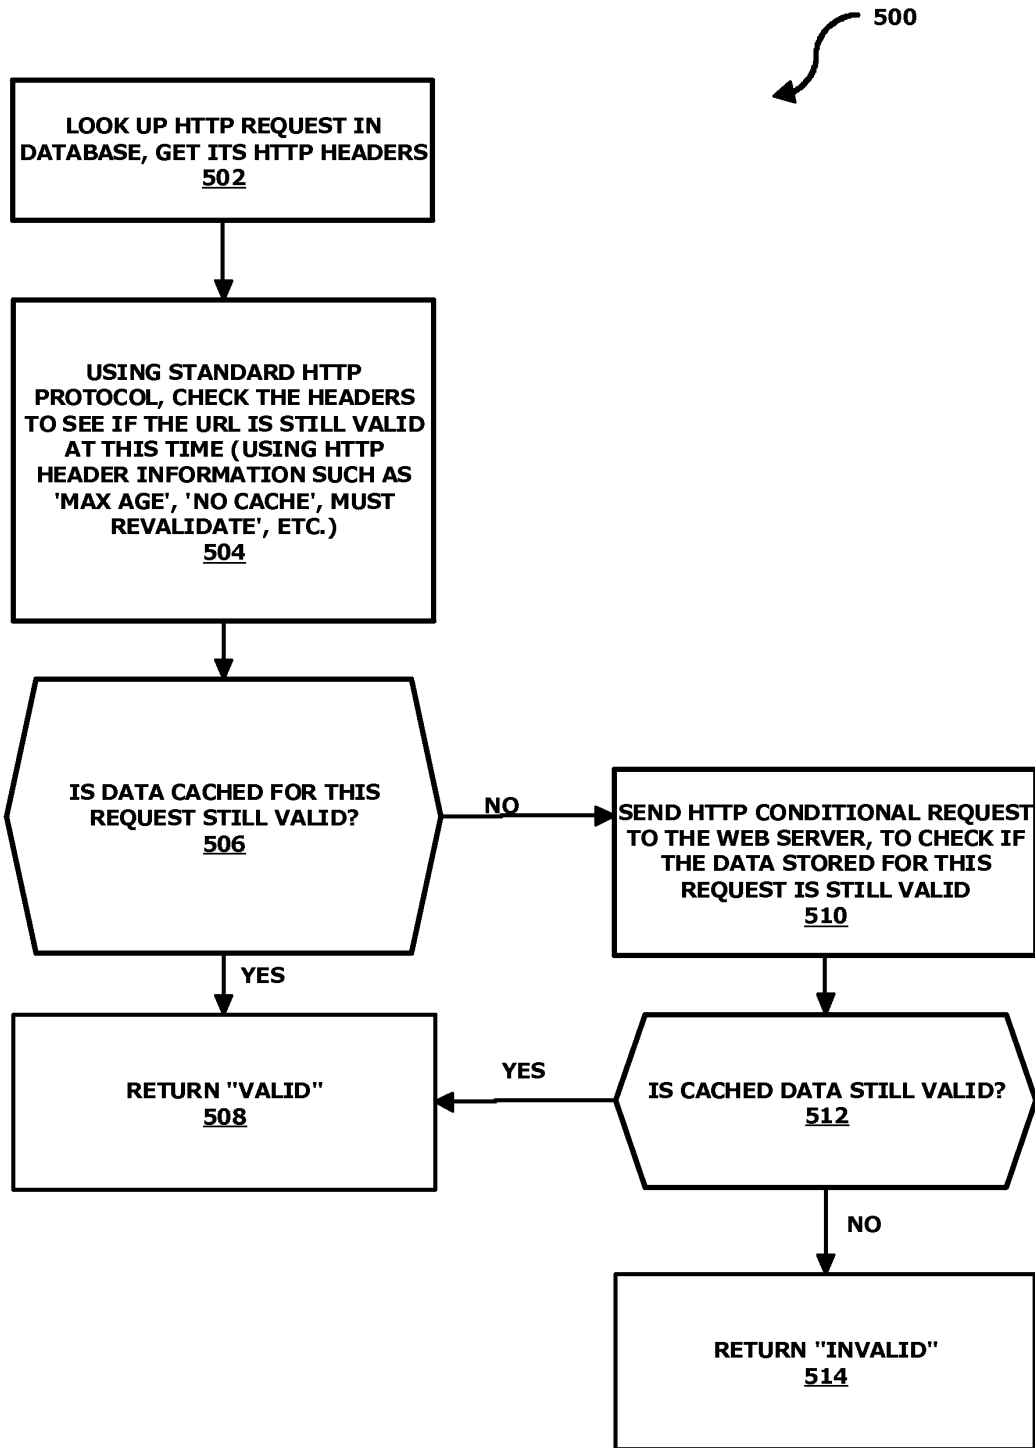 500
LOOK UP HTTP REQUEST IN
DATABASE, GET ITS HTTP HEADERS
502
USING STANDARD HTTP
PROTOCOL, CHECK THE HEADERS
TO SEE IF THE URL IS STILL VALID
AT THIS TIME (USING HTTP
HEADER INFORMATION SUCH AS
'MAX AGE', 'NO CACHE', MUST
REVALIDATE', ETC.)
504
IS DATA CACHED FOR THIS
REQUEST STILL VALID?
506
NO
SEND HTTP CONDITIONAL REQUEST
TO THE WEB SERVER, TO CHECK IF
THE DATA STORED FOR THIS
REQUEST IS STILL VALID
510
YES
RETURN "VALID"
508
YES
IS CACHED DATA STILL VALID?
512
NO
RETURN "INVALID"
514